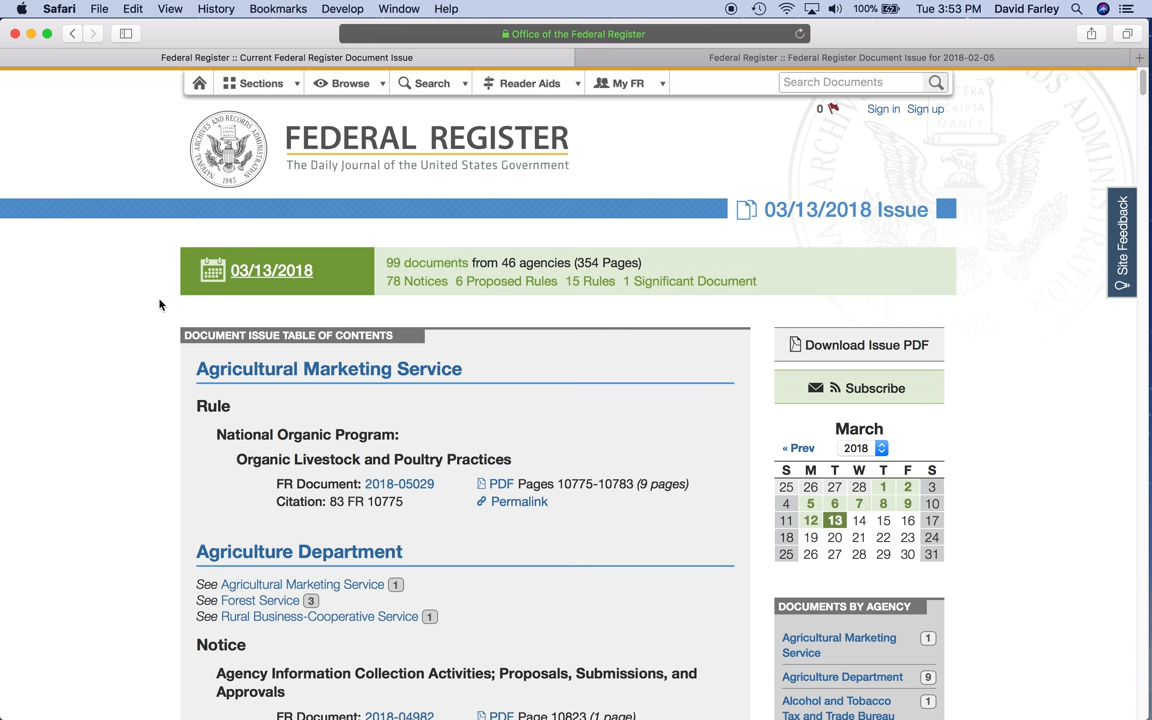 Safari File Edit View History Bookmarks Develop Window Help 100% Tue 3:53 PM David Farley
Office of the Federal Register
Federal Register :: Current Federal Register Document Issue
Federal Register :: Federal Register Document Issue for 2018-02-05
Sections Browse Search Reader Aids My FR Search Documents
0 Sign in Sign up
FEDERAL REGISTER
The Daily Journal of the United States Government
03/13/2018 Issue
Site Feedback
03/13/2018
99 documents from 46 agencies (354 Pages)
78 Notices 6 Proposed Rules 15 Rules 1 Significant Document
DOCUMENT ISSUE TABLE OF CONTENTS
Agricultural Marketing Service
Rule
National Organic Program:
Organic Livestock and Poultry Practices
FR Document: 2018-05029 PDF Pages 10775-10783 (9 pages)
Citation: 83 FR 10775 Permalink
Agriculture Department
See Agricultural Marketing Service 1
See Forest Service 3
See Rural Business-Cooperative Service 1
Notice
Agency Information Collection Activities; Proposals, Submissions, and
Approvals
FR Document: 2018-04982 PDF Page 10823 (1 page)
Download Issue PDF
Subscribe
March
« Prev 2018
S M T W T F S
25 26 27 28 1 2 3
4 5 6 7 8 9 10
11 12 13 14 15 16 17
18 19 20 21 22 23 24
25 26 27 28 29 30 31
DOCUMENTS BY AGENCY
Agricultural Marketing 1
Service
Agriculture Department 9
Alcohol and Tobacco 1
Tax and Trade Bureau